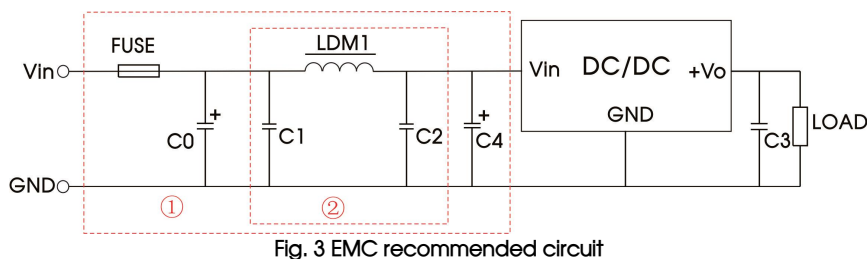 FUSE
LDM1
Vin
Vin
DC/DC
+Vo
GND
C0
+
C1
C2
+
C4
C3
LOAD
GND
①
②
Fig. 3 EMC recommended circuit